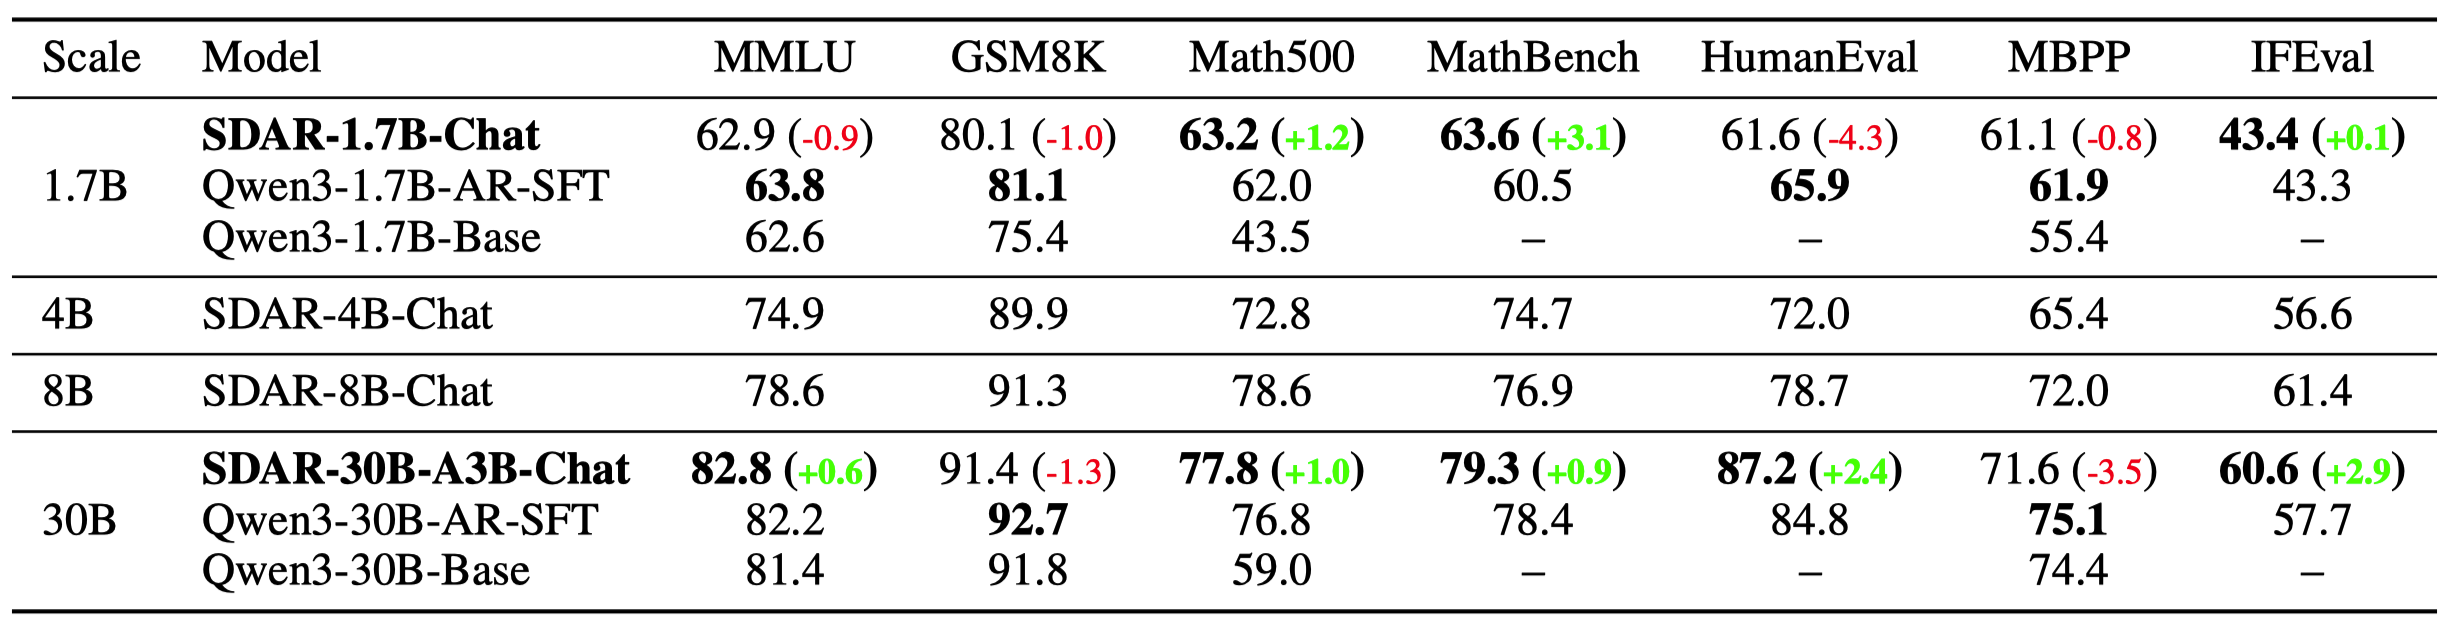 Scale Model MMLU GSM8K Math500 MathBench HumanEval MBPP IFEval
SDAR-1.7B-Chat 62.9 (-0.9) 80.1 (-1.0) 63.2 (+1.2) 63.6 (+3.1) 61.6 (-4.3) 61.1 (-0.8) 43.4 (+0.1)
1.7B Qwen3-1.7B-AR-SFT 63.8 81.1 62.0 60.5 65.9 61.9 43.3
Qwen3-1.7B-Base 62.6 75.4 43.5 – – 55.4 –
4B SDAR-4B-Chat 74.9 89.9 72.8 74.7 72.0 65.4 56.6
8B SDAR-8B-Chat 78.6 91.3 78.6 76.9 78.7 72.0 61.4
SDAR-30B-A3B-Chat 82.8 (+0.6) 91.4 (-1.3) 77.8 (+1.0) 79.3 (+0.9) 87.2 (+2.4) 71.6 (-3.5) 60.6 (+2.9)
30B Qwen3-30B-AR-SFT 82.2 92.7 76.8 78.4 84.8 75.1 57.7
Qwen3-30B-Base 81.4 91.8 59.0 – – 74.4 –